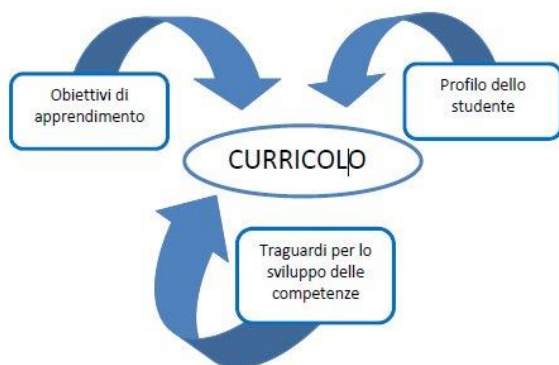 Obiettivi di
apprendimento
Profilo dello
studente
CURRICOLO
Traguardi per lo
sviluppo delle
competenze